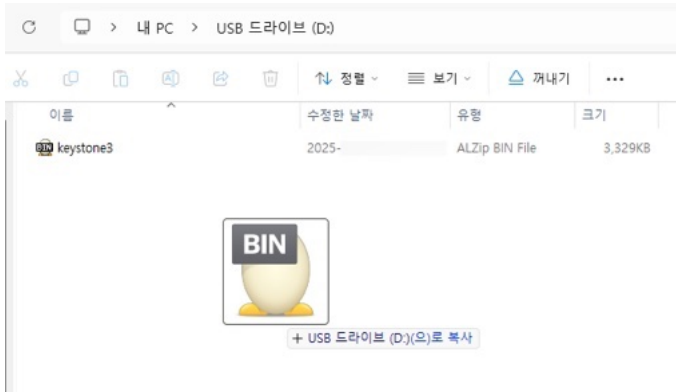 내 PC > USB 드라이브 (D:)
정렬 보기 꺼내기 ...
이름 수정한 날짜 유형 크기
BIN keystone3 2025- ALZip BIN File 3,329KB
BIN
+ USB 드라이브 (D:)(으)로 복사